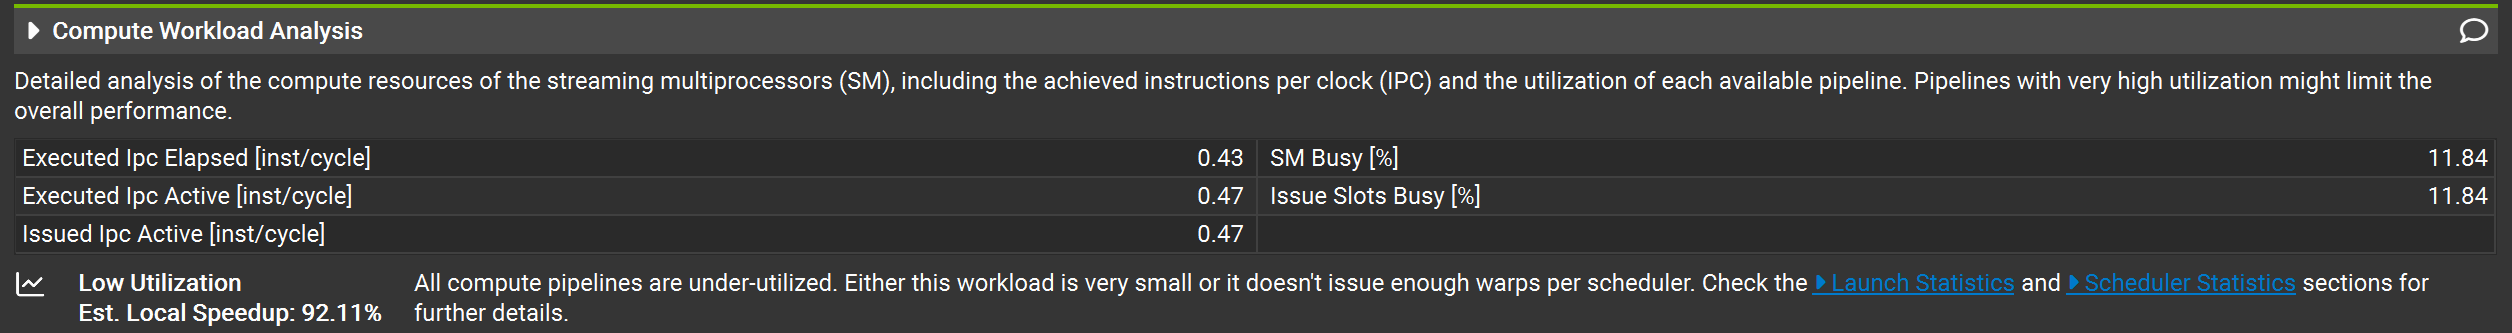 Compute Workload Analysis
Detailed analysis of the compute resources of the streaming multiprocessors (SM), including the achieved instructions per clock (IPC) and the utilization of each available pipeline. Pipelines with very high utilization might limit the
overall performance.
Executed Ipc Elapsed [inst/cycle] 0.43 SM Busy [%] 11.84
Executed Ipc Active [inst/cycle] 0.47 Issue Slots Busy [%] 11.84
Issued Ipc Active [inst/cycle] 0.47
Low Utilization All compute pipelines are under-utilized. Either this workload is very small or it doesn't issue enough warps per scheduler. Check the Launch Statistics and Scheduler Statistics sections for
Est. Local Speedup: 92.11% further details.